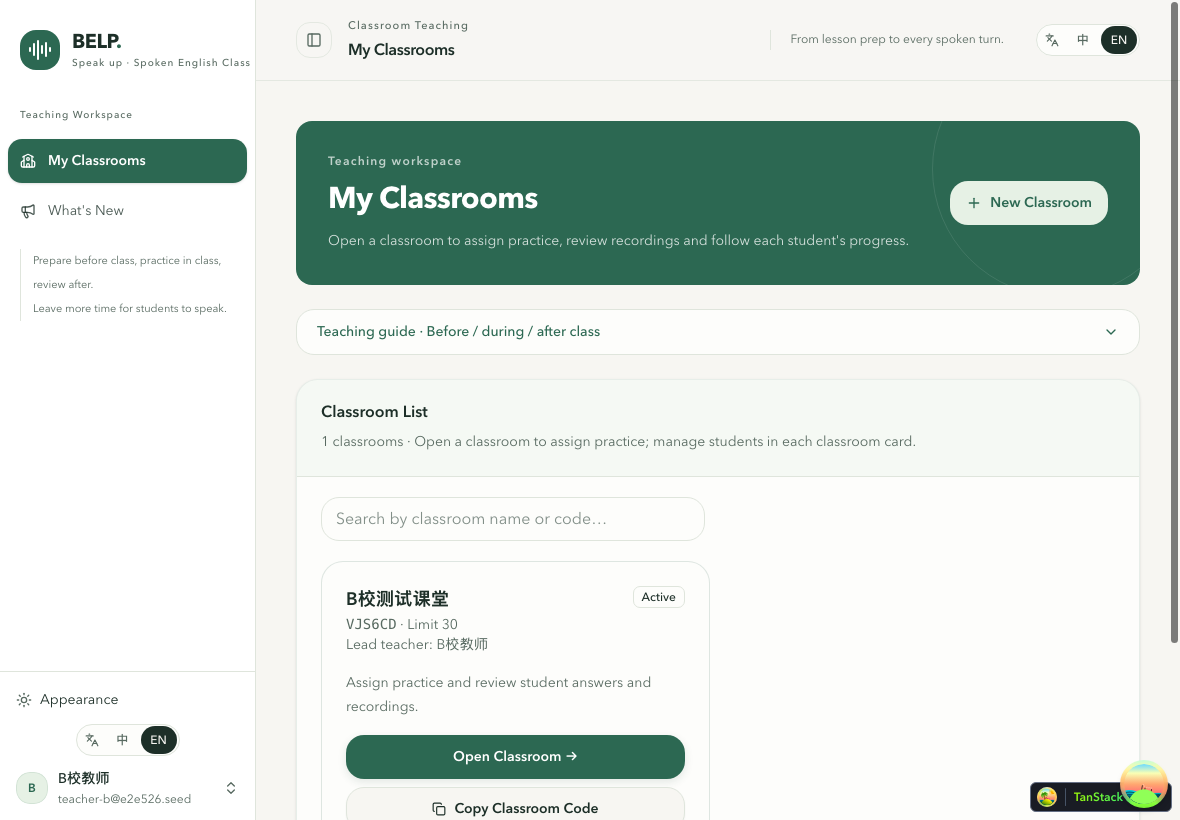 BELP.
Speak up · Spoken English Class
Teaching Workspace
My Classrooms
What's New
Prepare before class, practice in class,
review after.
Leave more time for students to speak.
Appearance
中
EN
B
B校教师
teacher-b@e2e526.seed
Classroom Teaching
My Classrooms
From lesson prep to every spoken turn.
中
EN
Teaching workspace
My Classrooms
Open a classroom to assign practice, review recordings and follow each student's progress.
+ New Classroom
Teaching guide · Before / during / after class
Classroom List
1 classrooms · Open a classroom to assign practice; manage students in each classroom card.
Search by classroom name or code…
B校测试课堂
Active
VJS6CD · Limit 30
Lead teacher: B校教师
Assign practice and review student answers and
recordings.
Open Classroom →
Copy Classroom Code
TanStack